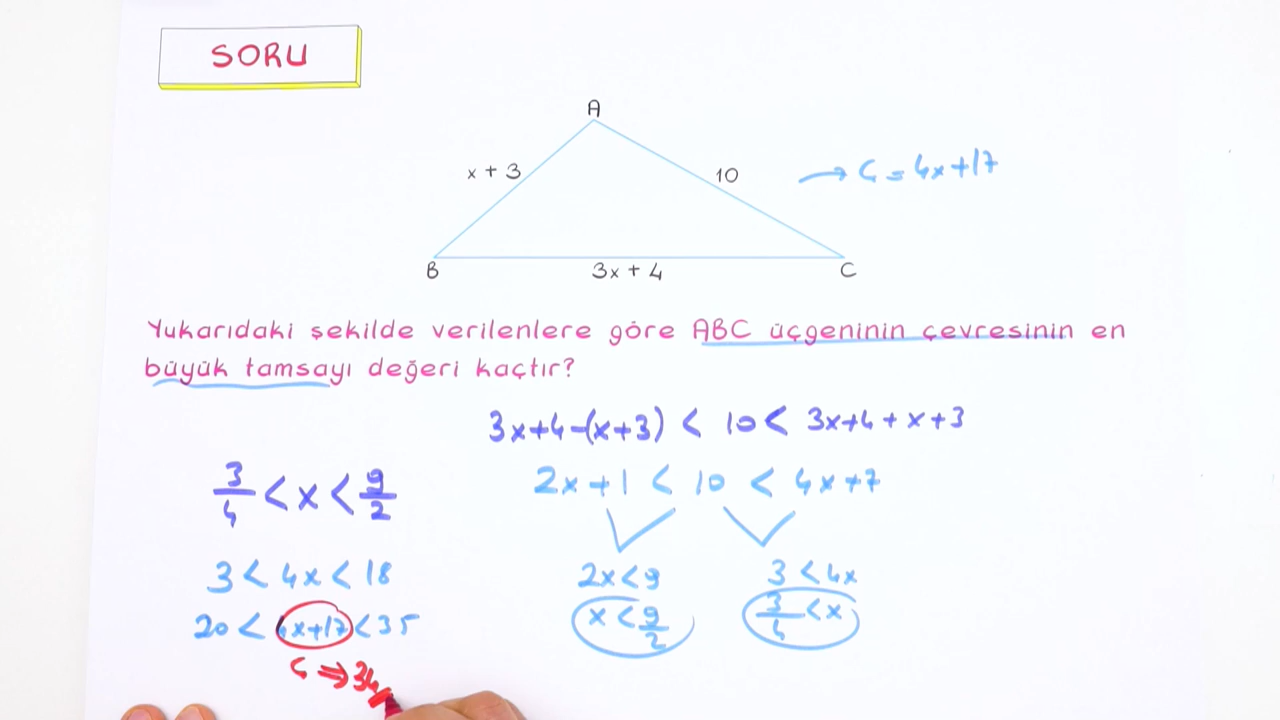 SORU
A
x + 3
10
→ Ç = 4x+17
B
3x + 4
C
Yukarıdaki şekilde verilenlere göre ABC üçgeninin çevresinin en
büyük tamsayı değeri kaçtır?
3x+4-(x+3) < 10 < 3x+4+x+3
2x+1 < 10 < 4x+7
2x<9
3<4x
x < 9/2
3/4 < x
3/4 < x < 9/2
3 < 4x < 18
20 < 4x+17 < 35
Ç ⇒ 34